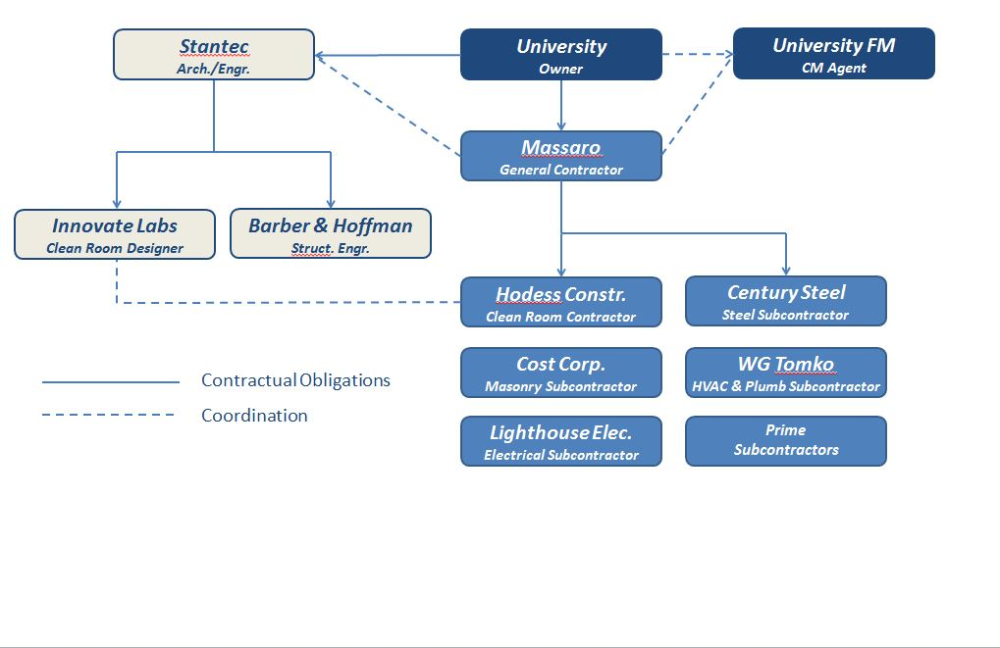 Stantec
Arch./Engr.
University
Owner
University FM
CM Agent
Massaro
General Contractor
Innovate Labs
Clean Room Designer
Barber & Hoffman
Struct. Engr.
Hodess Constr.
Clean Room Contractor
Century Steel
Steel Subcontractor
Cost Corp.
Masonry Subcontractor
WG Tomko
HVAC & Plumb Subcontractor
Lighthouse Elec.
Electrical Subcontractor
Prime
Subcontractors
Contractual Obligations
Coordination